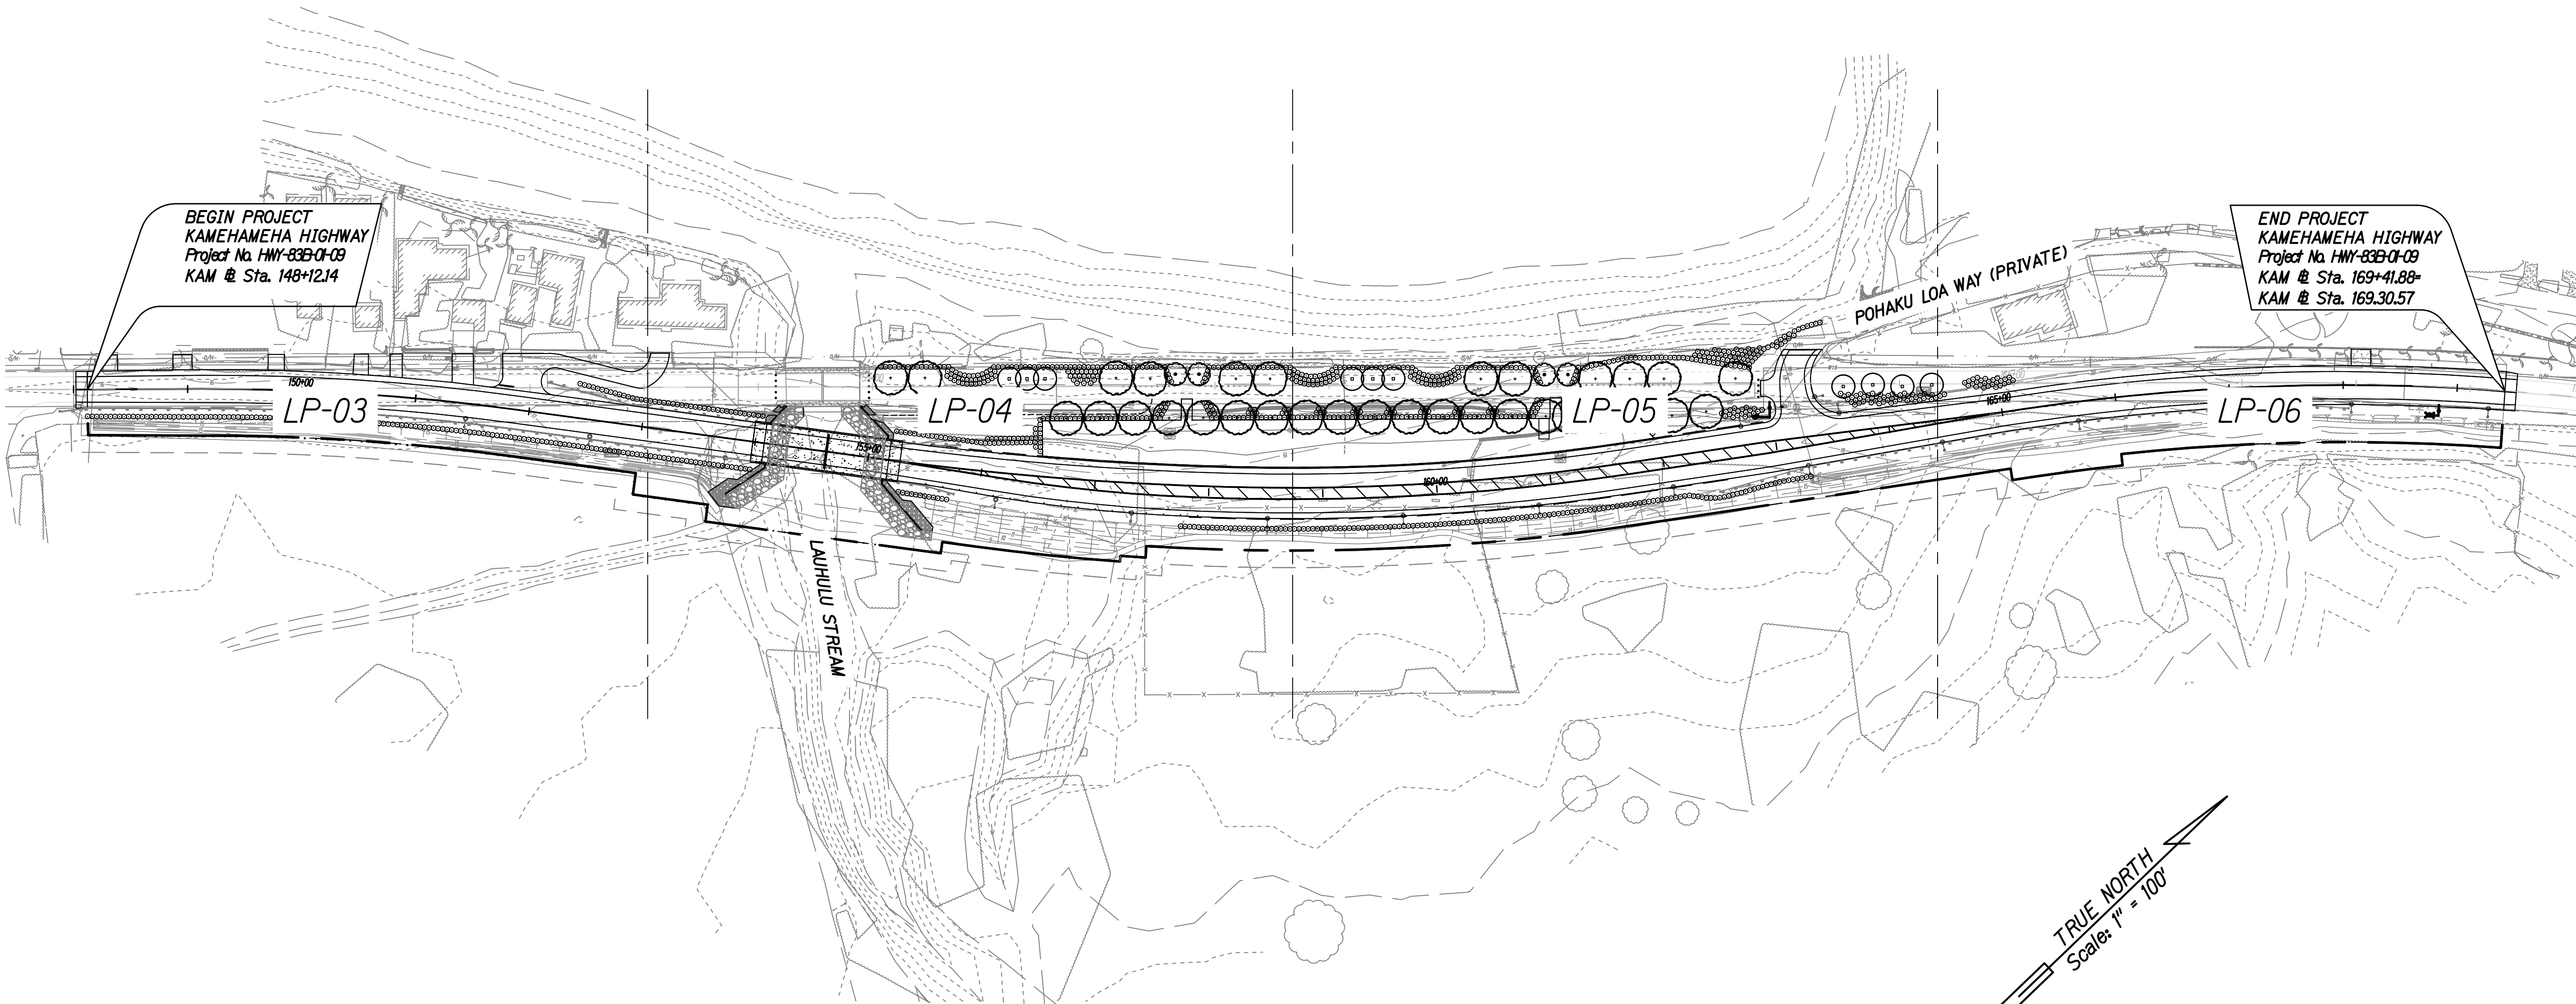 BEGIN PROJECT
KAMEHAMEHA HIGHWAY
Project No. HWY-83B-01-09
KAM ℄ Sta. 148+12.14
END PROJECT
KAMEHAMEHA HIGHWAY
Project No. HWY-83B-01-09
KAM ℄ Sta. 169+41.88=
KAM ℄ Sta. 169.30.57
POHAKU LOA WAY (PRIVATE)
150+00
LP-03
LP-04
LP-05
LP-06
155+00
160+00
165+00
LAUHULU STREAM
TRUE NORTH
Scale: 1" = 100'